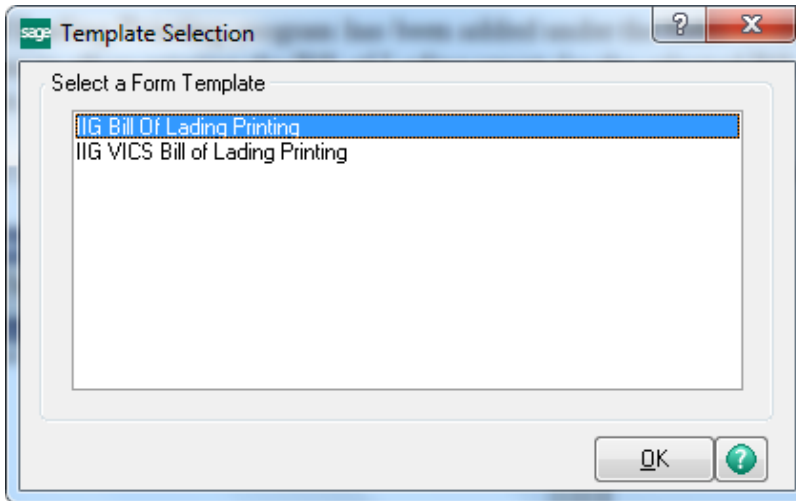 sage Template Selection
Select a Form Template
IIG Bill Of Lading Printing
IIG VICS Bill of Lading Printing
OK